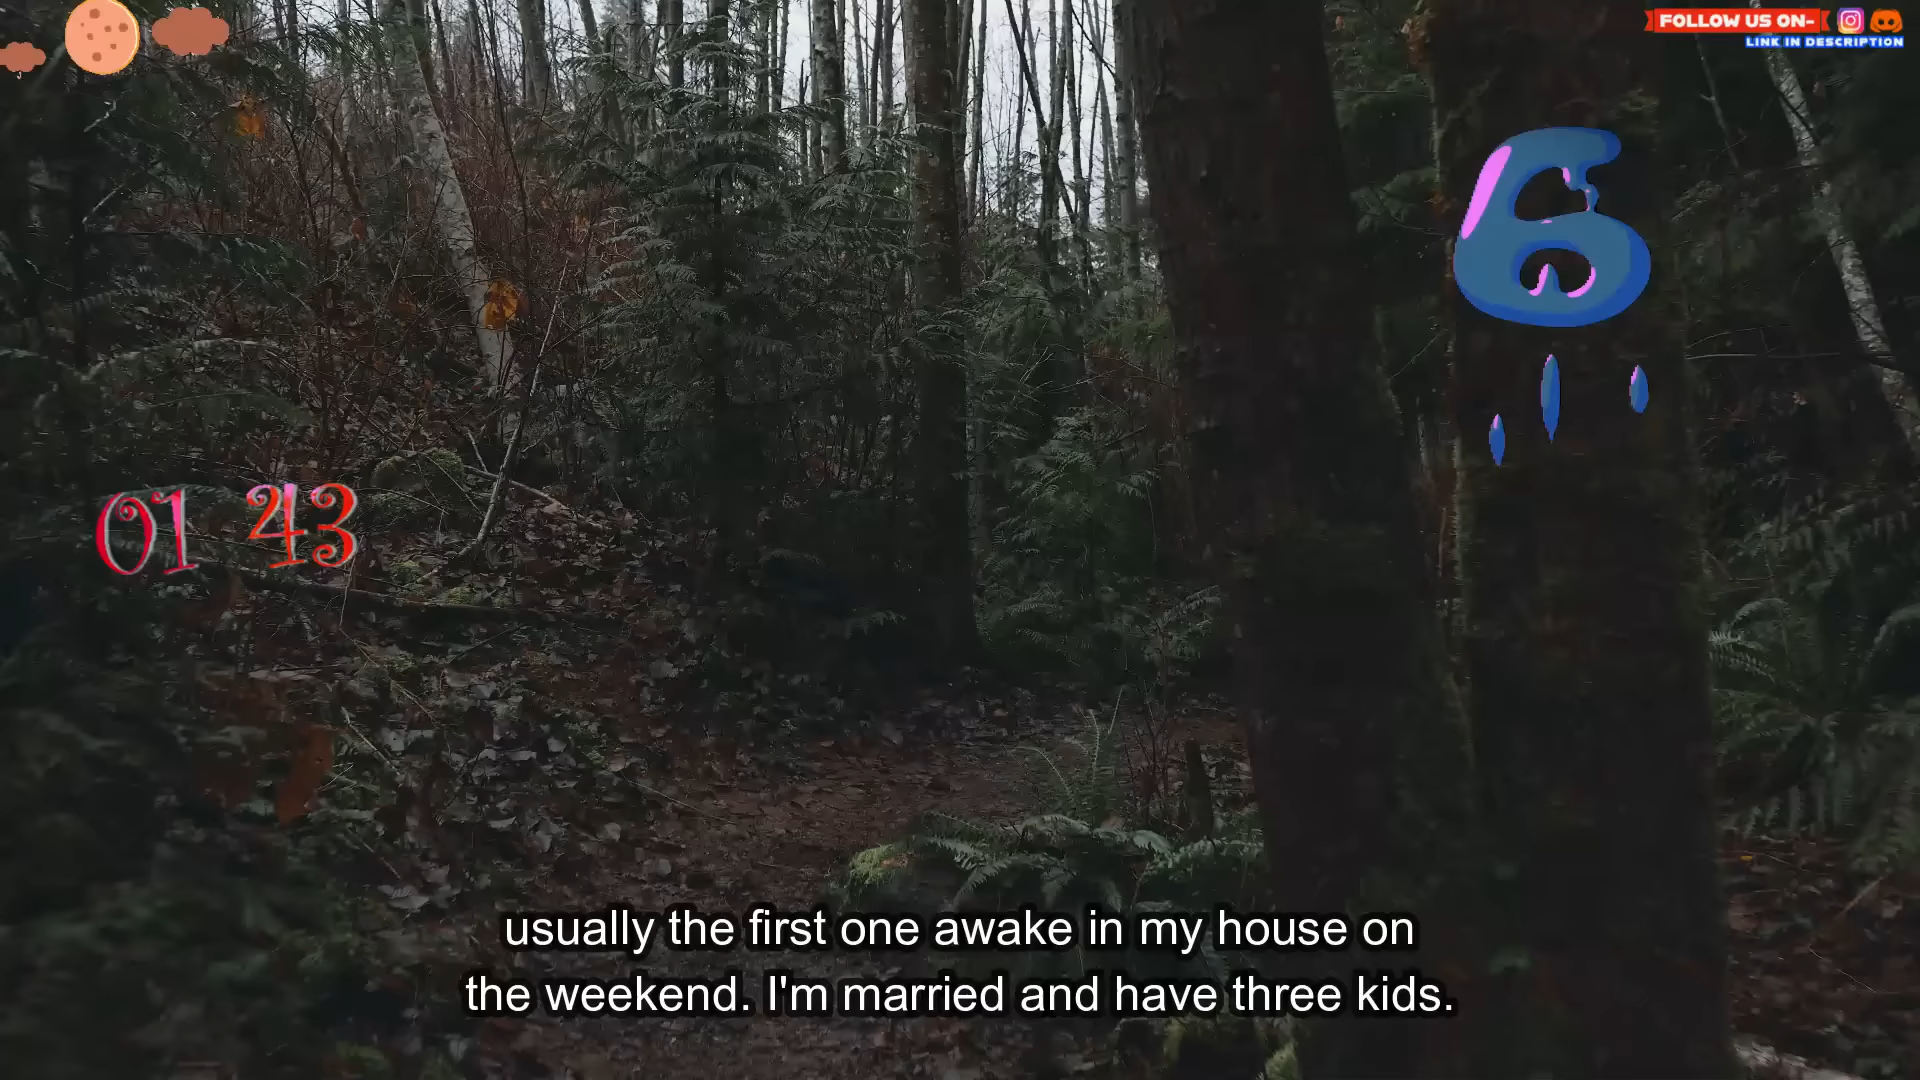 FOLLOW US ON-
LINK IN DESCRIPTION
6
01 43
usually the first one awake in my house on
the weekend. I'm married and have three kids.